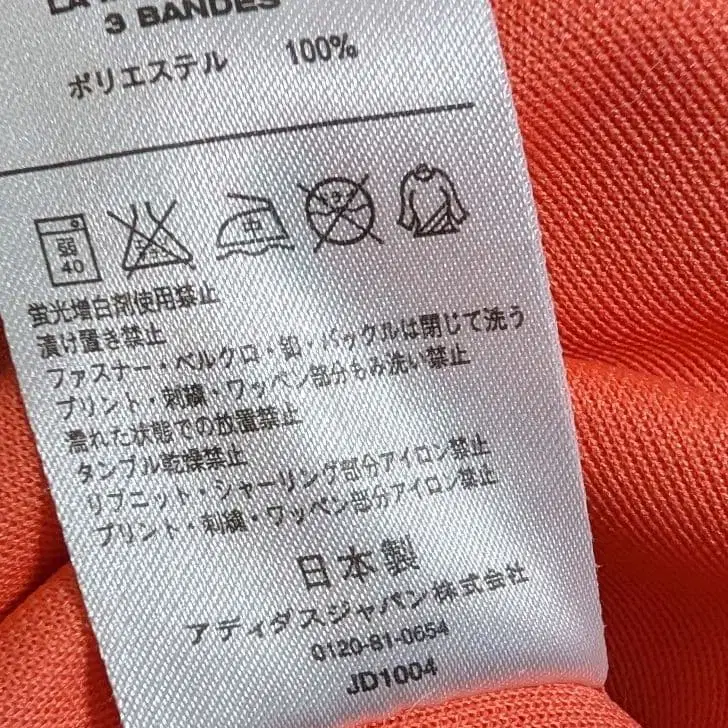 LA
3 BANDES
ポリエステル 100%
弱
40
中
蛍光増白剤使用禁止
漬け置き禁止
ファスナー・ベルクロ・釦・バックルは閉じて洗う
プリント・刺繍・ワッペン部分もみ洗い禁止
濡れた状態での放置禁止
タンブル乾燥禁止
リブニット・シャーリング部分アイロン禁止
プリント・刺繍・ワッペン部分アイロン禁止
日本製
アディダスジャパン株式会社
0120-81-0654
JD1004